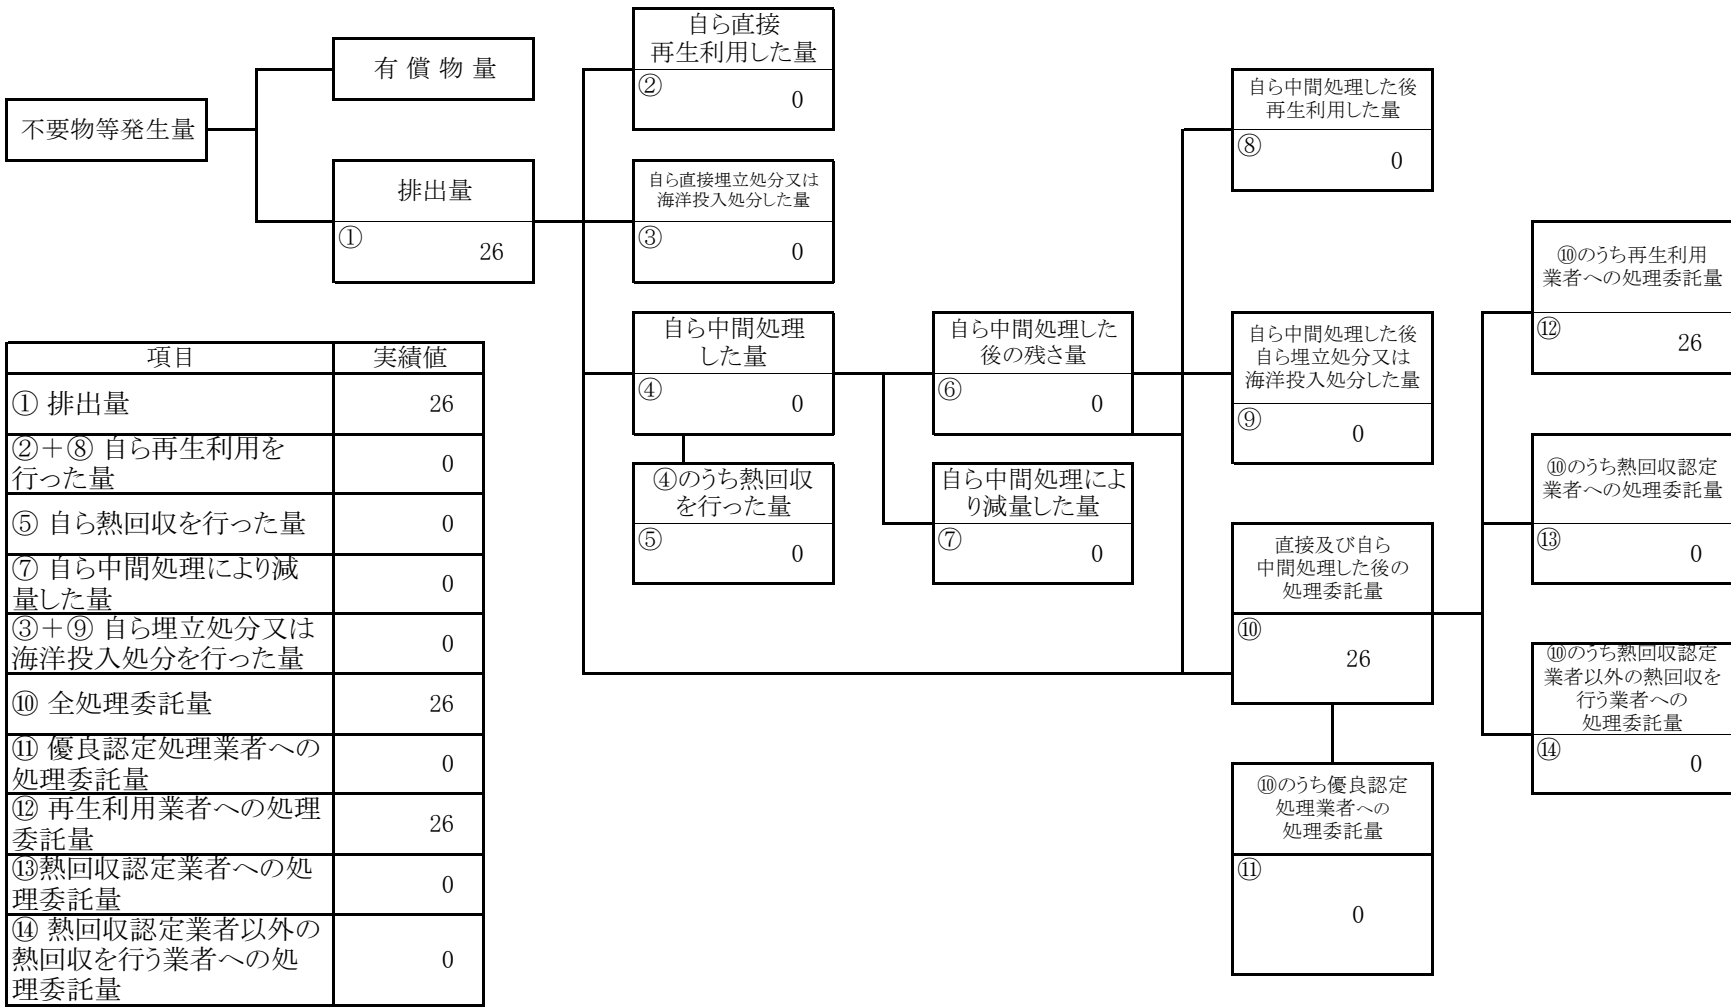 不要物等発生量
有 償 物 量
排出量
①
26
自ら直接
再生利用した量
②
0
自ら直接埋立処分又は
海洋投入処分した量
③
0
自ら中間処理
した量
④
0
④のうち熱回収
を行った量
⑤
0
自ら中間処理した
後の残さ量
⑥
0
自ら中間処理によ
り減量した量
⑦
0
自ら中間処理した後
再生利用した量
⑧
0
自ら中間処理した後
自ら埋立処分又は
海洋投入処分した量
⑨
0
直接及び自ら
中間処理した後の
処理委託量
⑩
26
⑩のうち優良認定
処理業者への
処理委託量
⑪
0
⑩のうち再生利用
業者への処理委託量
⑫
26
⑩のうち熱回収認定
業者への処理委託量
⑬
0
⑩のうち熱回収認定
業者以外の熱回収を
行う業者への
処理委託量
⑭
0
項目 実績値
① 排出量 26
②＋⑧ 自ら再生利用を
行った量 0
⑤ 自ら熱回収を行った量 0
⑦ 自ら中間処理により減
量した量 0
③＋⑨ 自ら埋立処分又は
海洋投入処分を行った量 0
⑩ 全処理委託量 26
⑪ 優良認定処理業者への
処理委託量 0
⑫ 再生利用業者への処理
委託量 26
⑬熱回収認定業者への処
理委託量 0
⑭ 熱回収認定業者以外の
熱回収を行う業者への処
理委託量 0